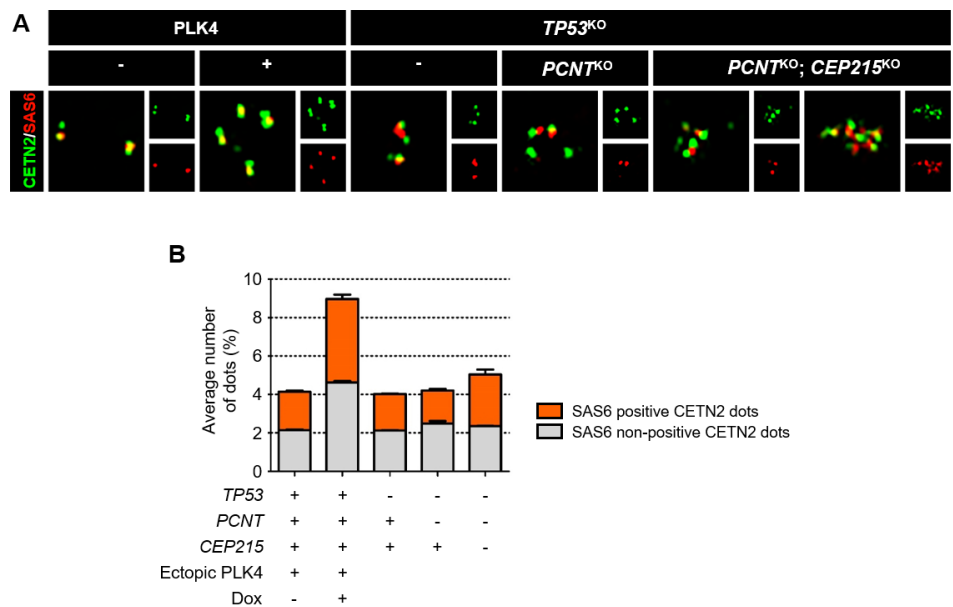 A
PLK4
TP53KO
-
+
-
PCNTKO
PCNTKO; CEP215KO
CETN2/SAS6
B
10
8
6
4
2
0
Average number
of dots (%)
SAS6 positive CETN2 dots
SAS6 non-positive CETN2 dots
TP53 + + - - -
PCNT + + + - -
CEP215 + + + + -
Ectopic PLK4 + +
Dox - +